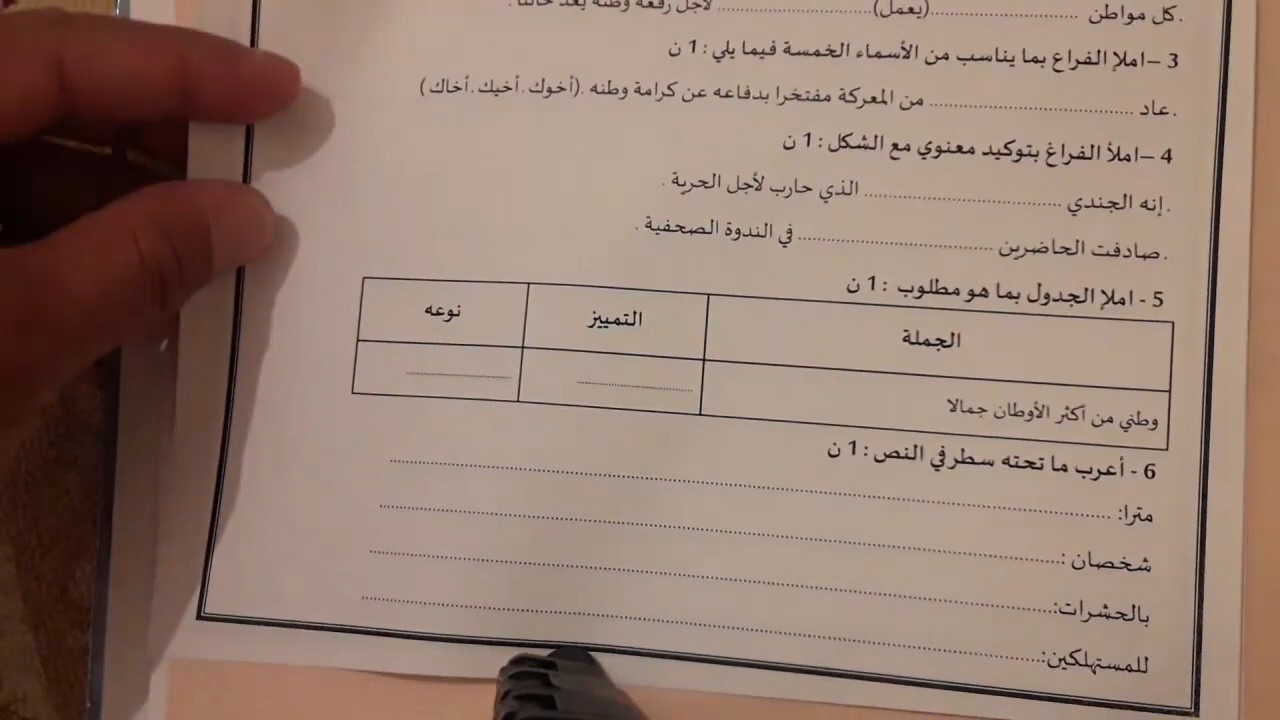 .كل مواطن ..............................(يعمل)............................. لأجل رفعة وطنه يعد خائنا .
3 –املإ الفراغ بما يناسب من الأسماء الخمسة فيما يلي : 1 ن
.عاد ....................................... من المعركة مفتخرا بدفاعه عن كرامة وطنه .(أخوك.أخيك.أخاك )
4 –املأ الفراغ بتوكيد معنوي مع الشكل : 1 ن
.إنه الجندي ...................................... الذي حارب لأجل الحرية .
.صادفت الحاضرين ...................................... في الندوة الصحفية .
5 - املإ الجدول بما هو مطلوب : 1 ن
الجملة التمييز نوعه
وطني من أكثر الأوطان جمالا ........................... .........................
6 - أعرب ما تحته سطر في النص : 1 ن
مترا: ................................................................................
شخصان :................................................................................
بالحشرات:................................................................................
للمستهلكين:................................................................................